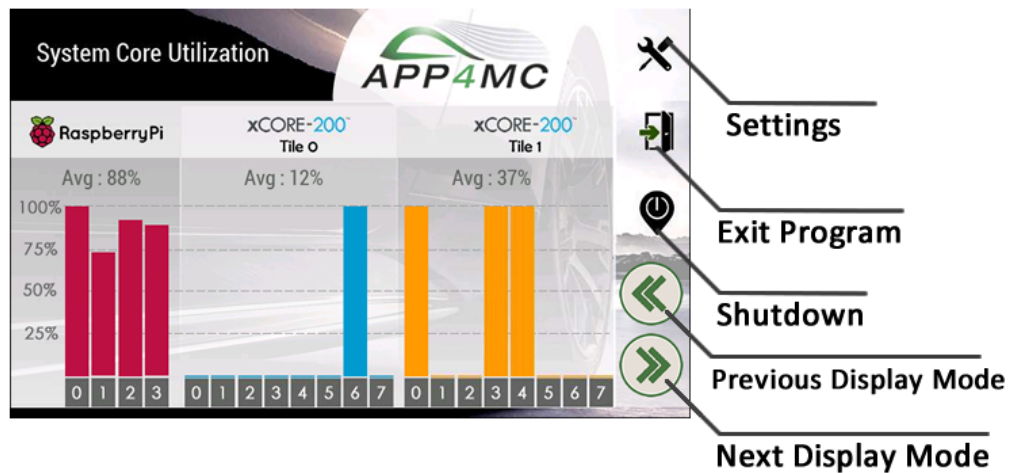 System Core Utilization
APP4MC
RaspberryPi
xCORE-200™
Tile 0
xCORE-200™
Tile 1
Avg : 88%
Avg : 12%
Avg : 37%
100%
75%
50%
25%
0 1 2 3
0 1 2 3 4 5 6 7
0 1 2 3 4 5 6 7
Settings
Exit Program
Shutdown
Previous Display Mode
Next Display Mode